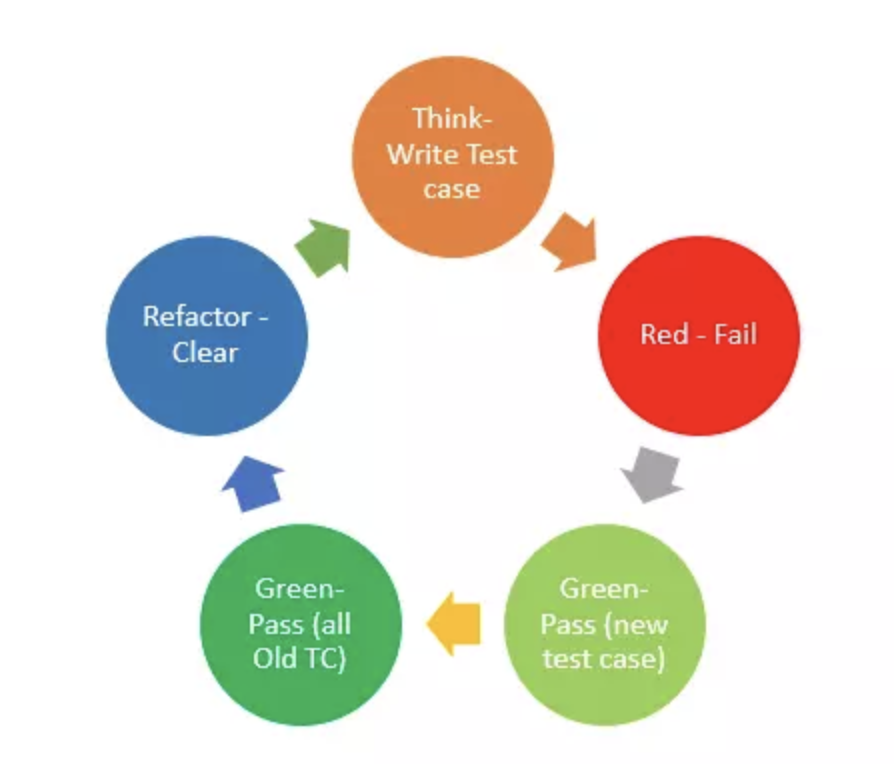 Think-
Write Test
case
Red - Fail
Green-
Pass (new
test case)
Green-
Pass (all
Old TC)
Refactor -
Clear